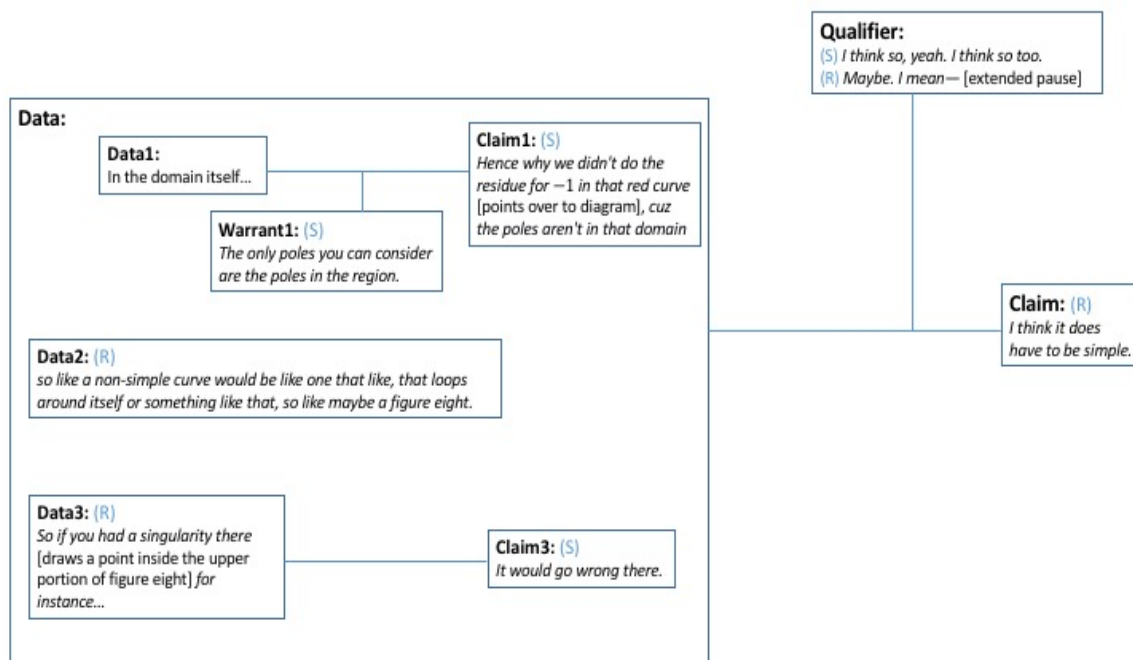 Qualifier:
(S) I think so, yeah. I think so too.
(R) Maybe. I mean— [extended pause]
Data:
Data1:
In the domain itself...
Claim1: (S)
Hence why we didn't do the
residue for −1 in that red curve
[points over to diagram], cuz
the poles aren't in that domain
Warrant1: (S)
The only poles you can consider
are the poles in the region.
Claim: (R)
I think it does
have to be simple.
Data2: (R)
so like a non-simple curve would be like one that like, that loops
around itself or something like that, so like maybe a figure eight.
Data3: (R)
So if you had a singularity there
[draws a point inside the upper
portion of figure eight] for
instance...
Claim3: (S)
It would go wrong there.